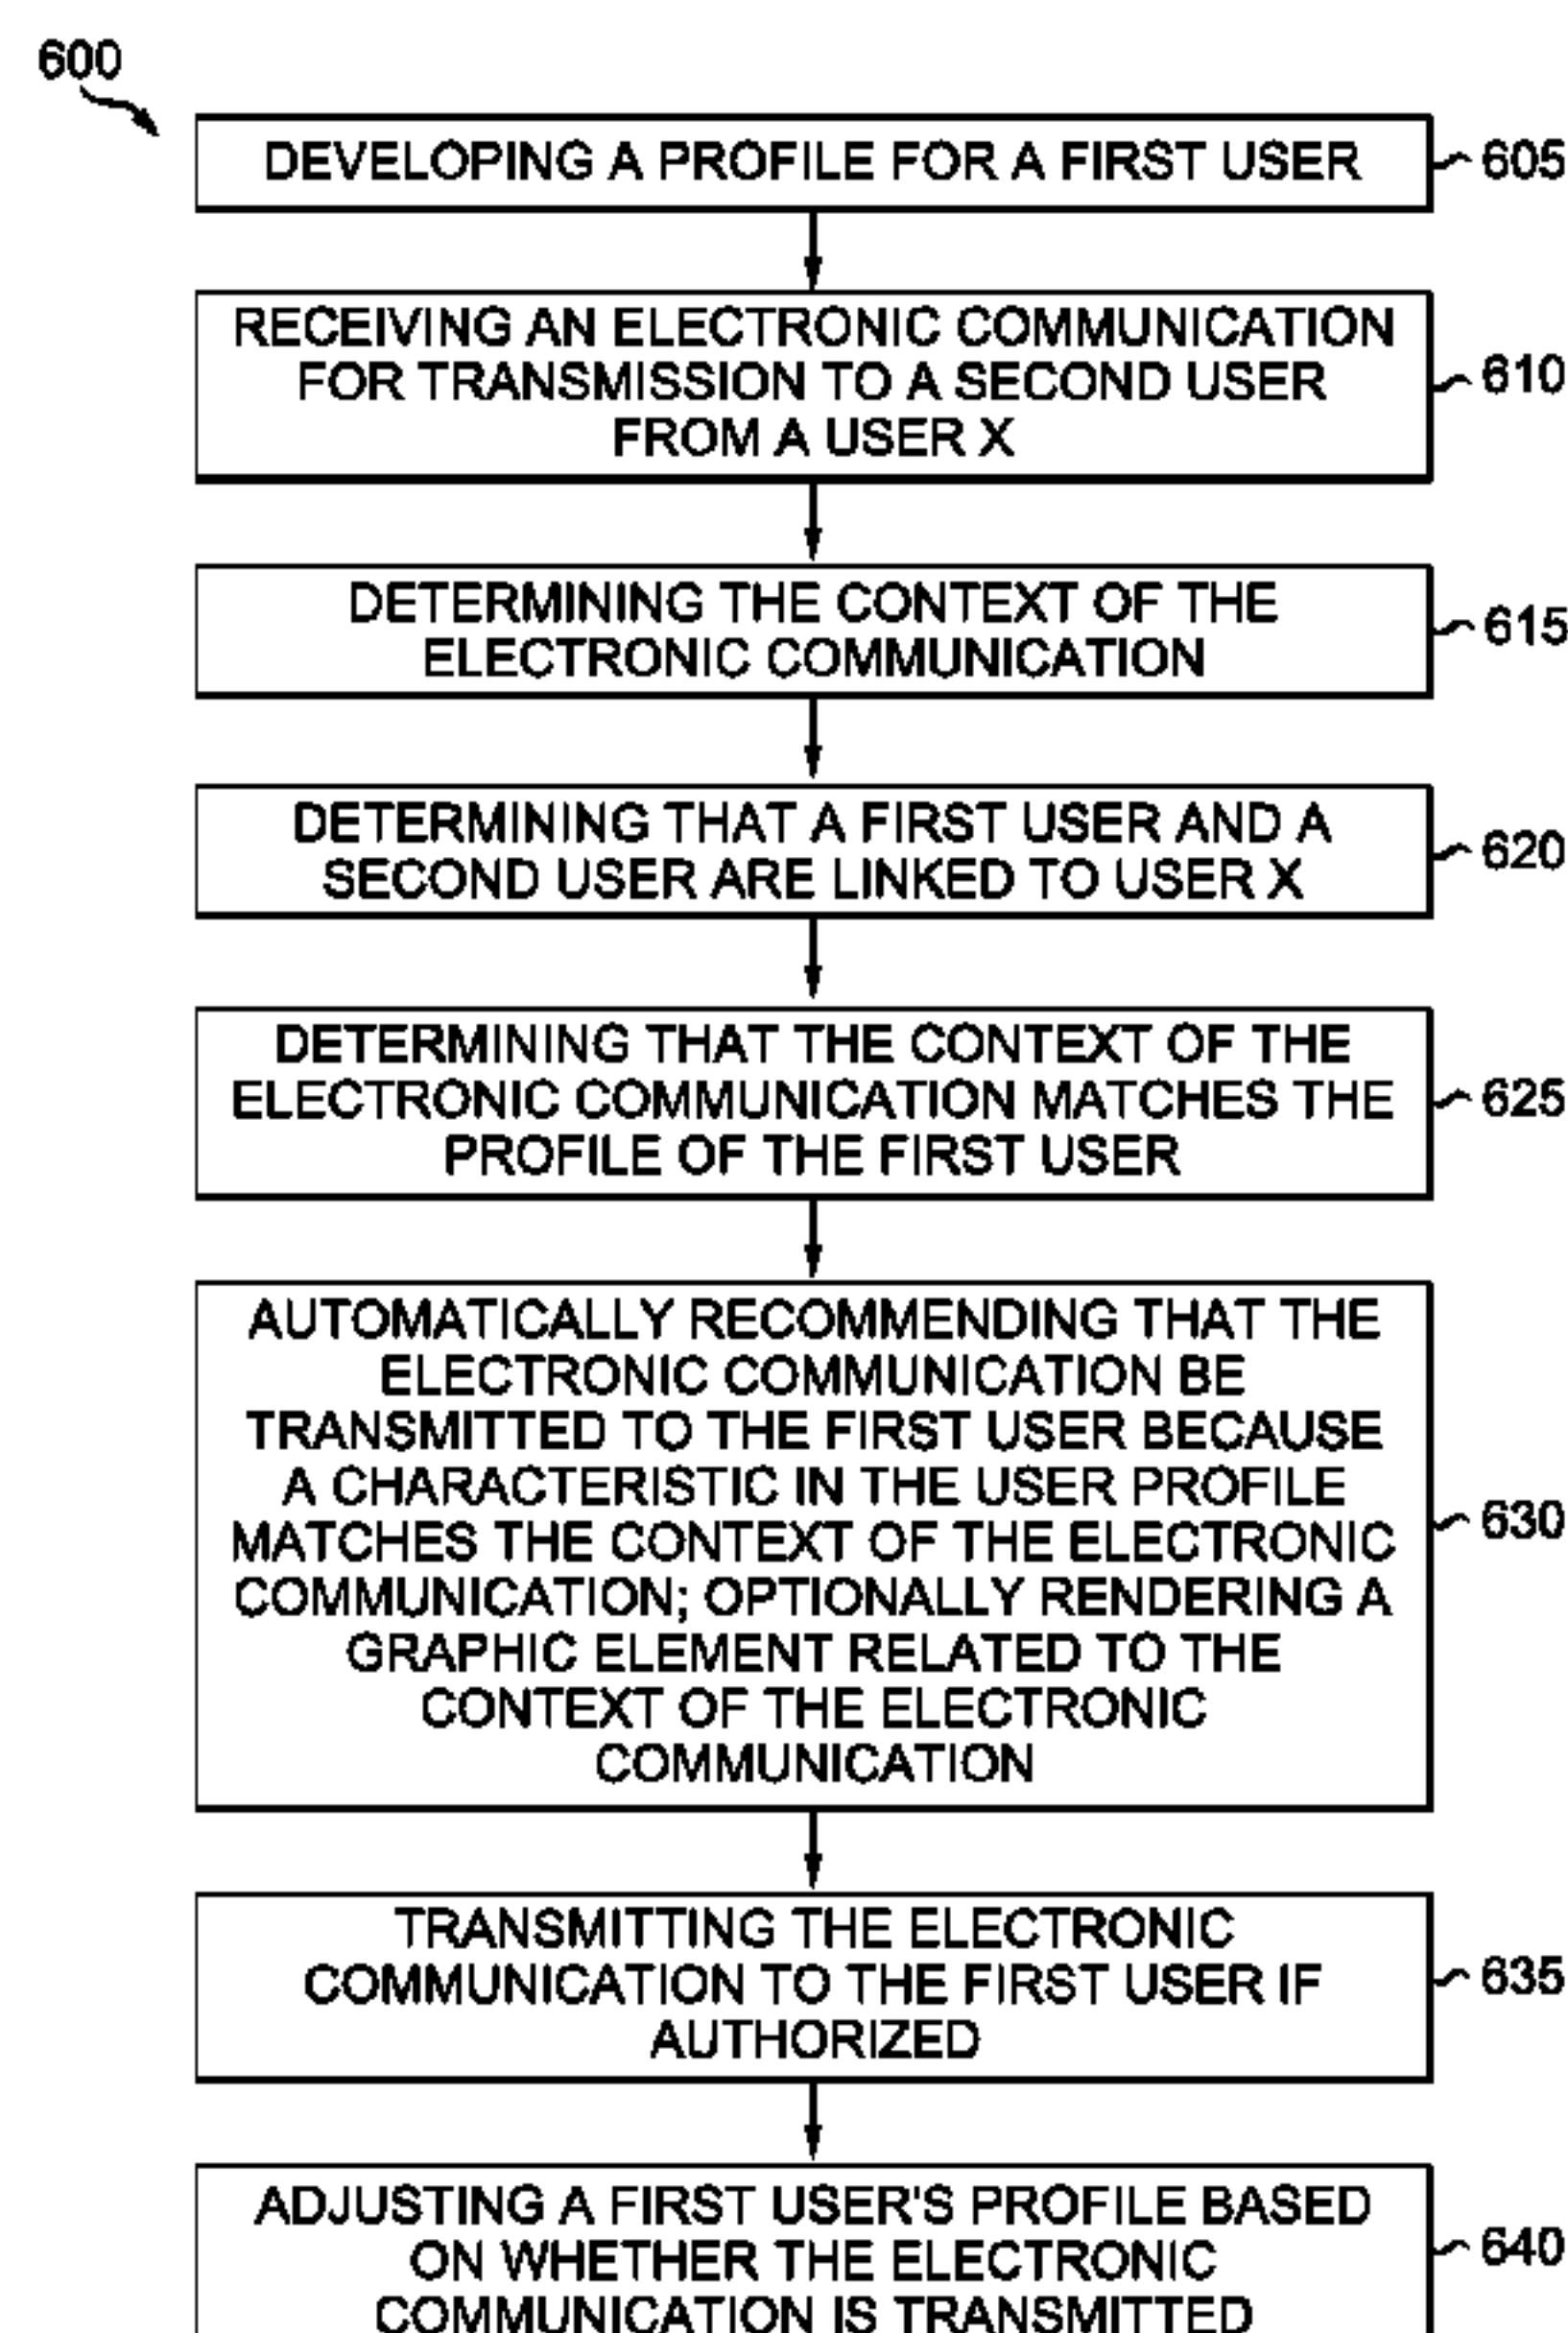 600
DEVELOPING A PROFILE FOR A FIRST USER
605
RECEIVING AN ELECTRONIC COMMUNICATION
FOR TRANSMISSION TO A SECOND USER
FROM A USER X
610
DETERMINING THE CONTEXT OF THE
ELECTRONIC COMMUNICATION
615
DETERMINING THAT A FIRST USER AND A
SECOND USER ARE LINKED TO USER X
620
DETERMINING THAT THE CONTEXT OF THE
ELECTRONIC COMMUNICATION MATCHES THE
PROFILE OF THE FIRST USER
625
AUTOMATICALLY RECOMMENDING THAT THE
ELECTRONIC COMMUNICATION BE
TRANSMITTED TO THE FIRST USER BECAUSE
A CHARACTERISTIC IN THE USER PROFILE
MATCHES THE CONTEXT OF THE ELECTRONIC
COMMUNICATION; OPTIONALLY RENDERING A
GRAPHIC ELEMENT RELATED TO THE
CONTEXT OF THE ELECTRONIC
COMMUNICATION
630
TRANSMITTING THE ELECTRONIC
COMMUNICATION TO THE FIRST USER IF
AUTHORIZED
635
ADJUSTING A FIRST USER'S PROFILE BASED
ON WHETHER THE ELECTRONIC
COMMUNICATION IS TRANSMITTED
640